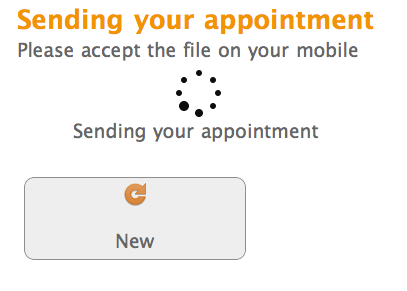 Sending your appointment
Please accept the file on your mobile
Sending your appointment
New